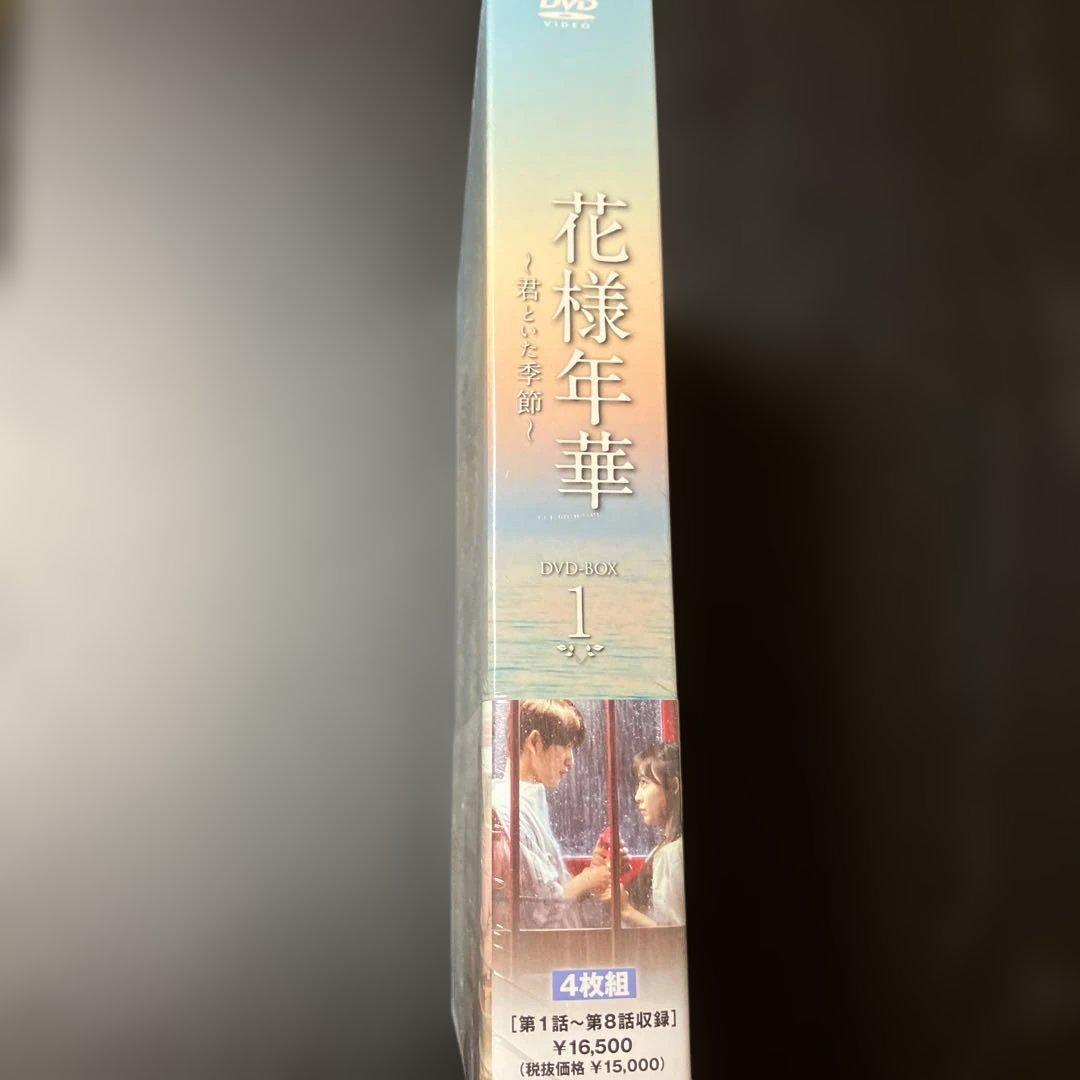 DVD
VIDEO
花様年華
～君といた季節～
DVD-BOX
1
4枚組
[第1話～第8話収録]
¥16,500
(税抜価格 ¥15,000)